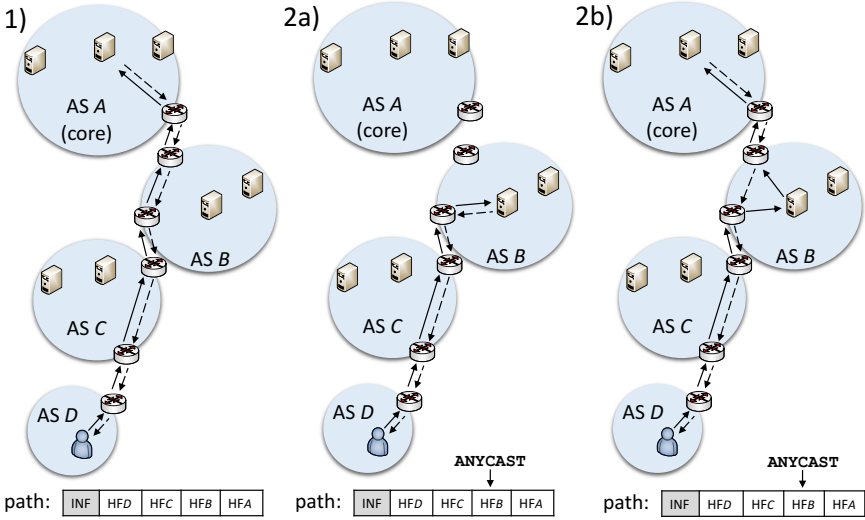 1)
AS A
(core)
AS B
AS C
AS D
path: INF HFD HFC HFB HFA
2a)
AS A
(core)
AS B
AS C
AS D
ANYCAST
path: INF HFD HFC HFB HFA
2b)
AS A
(core)
AS B
AS C
AS D
ANYCAST
path: INF HFD HFC HFB HFA